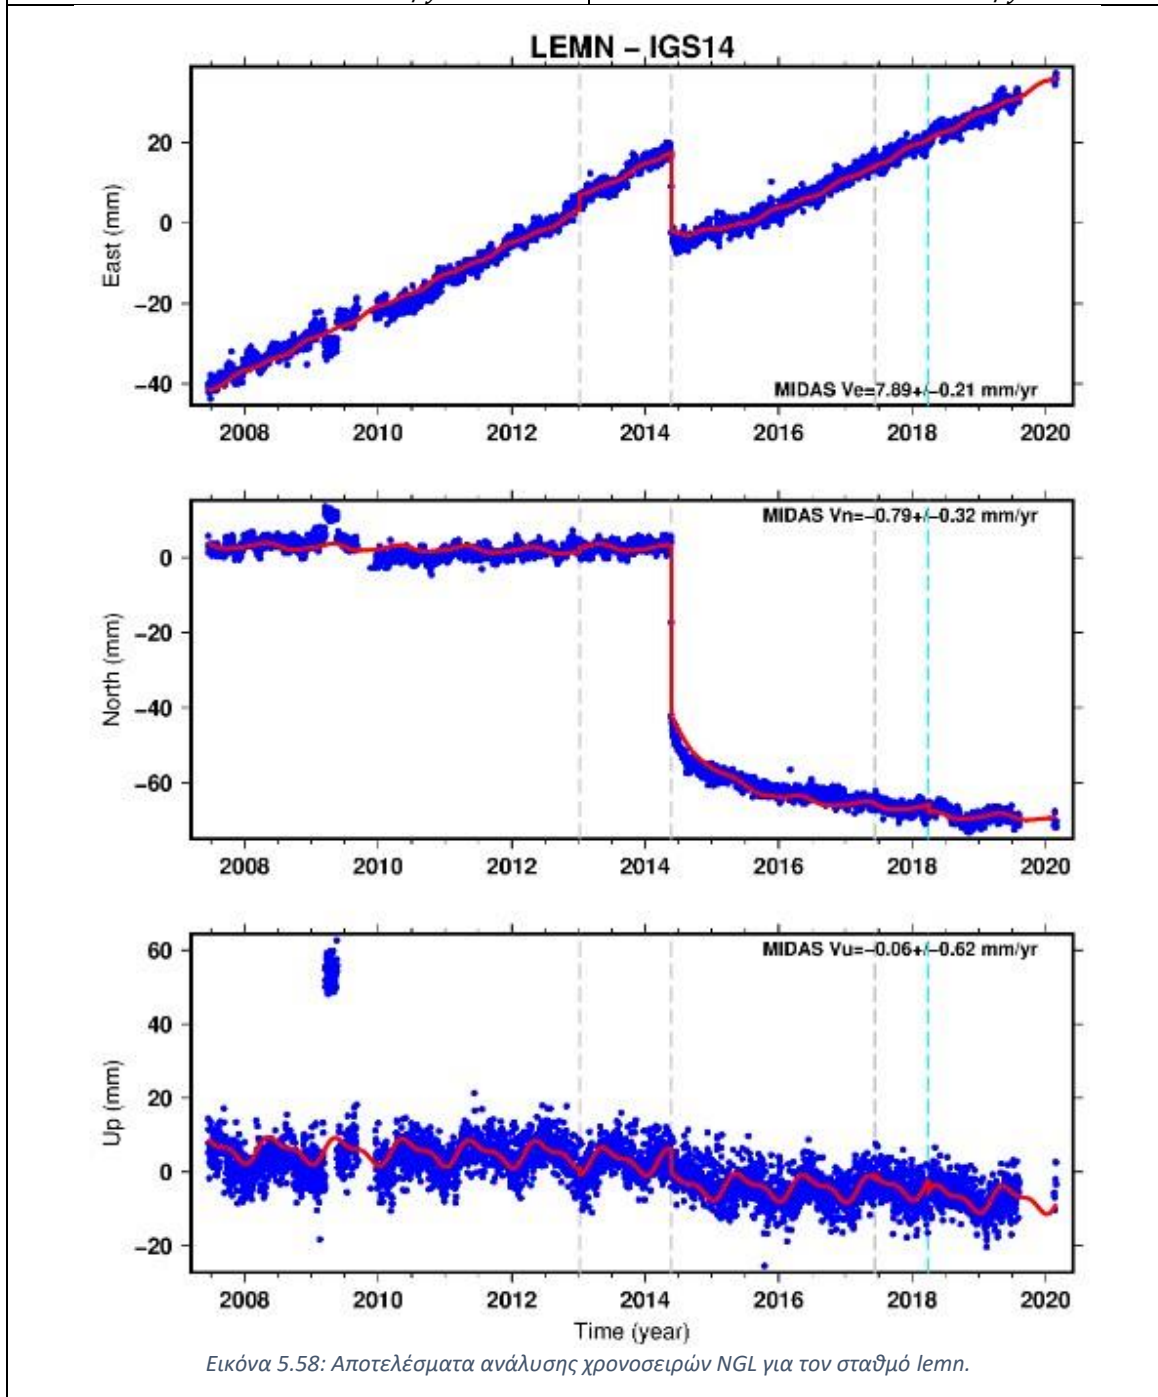 LEMN – IGS14
East (mm)
20
0
−20
−40
MIDAS Ve=7.89+/−0.21 mm/yr
2008 2010 2012 2014 2016 2018 2020
North (mm)
0
−20
−40
−60
MIDAS Vn=−0.79+/−0.32 mm/yr
2008 2010 2012 2014 2016 2018 2020
Up (mm)
60
40
20
0
−20
MIDAS Vu=−0.06+/−0.62 mm/yr
2008 2010 2012 2014 2016 2018 2020
Time (year)
Εικόνα 5.58: Αποτελέσματα ανάλυσης χρονοσειρών NGL για τον σταθμό lemn.